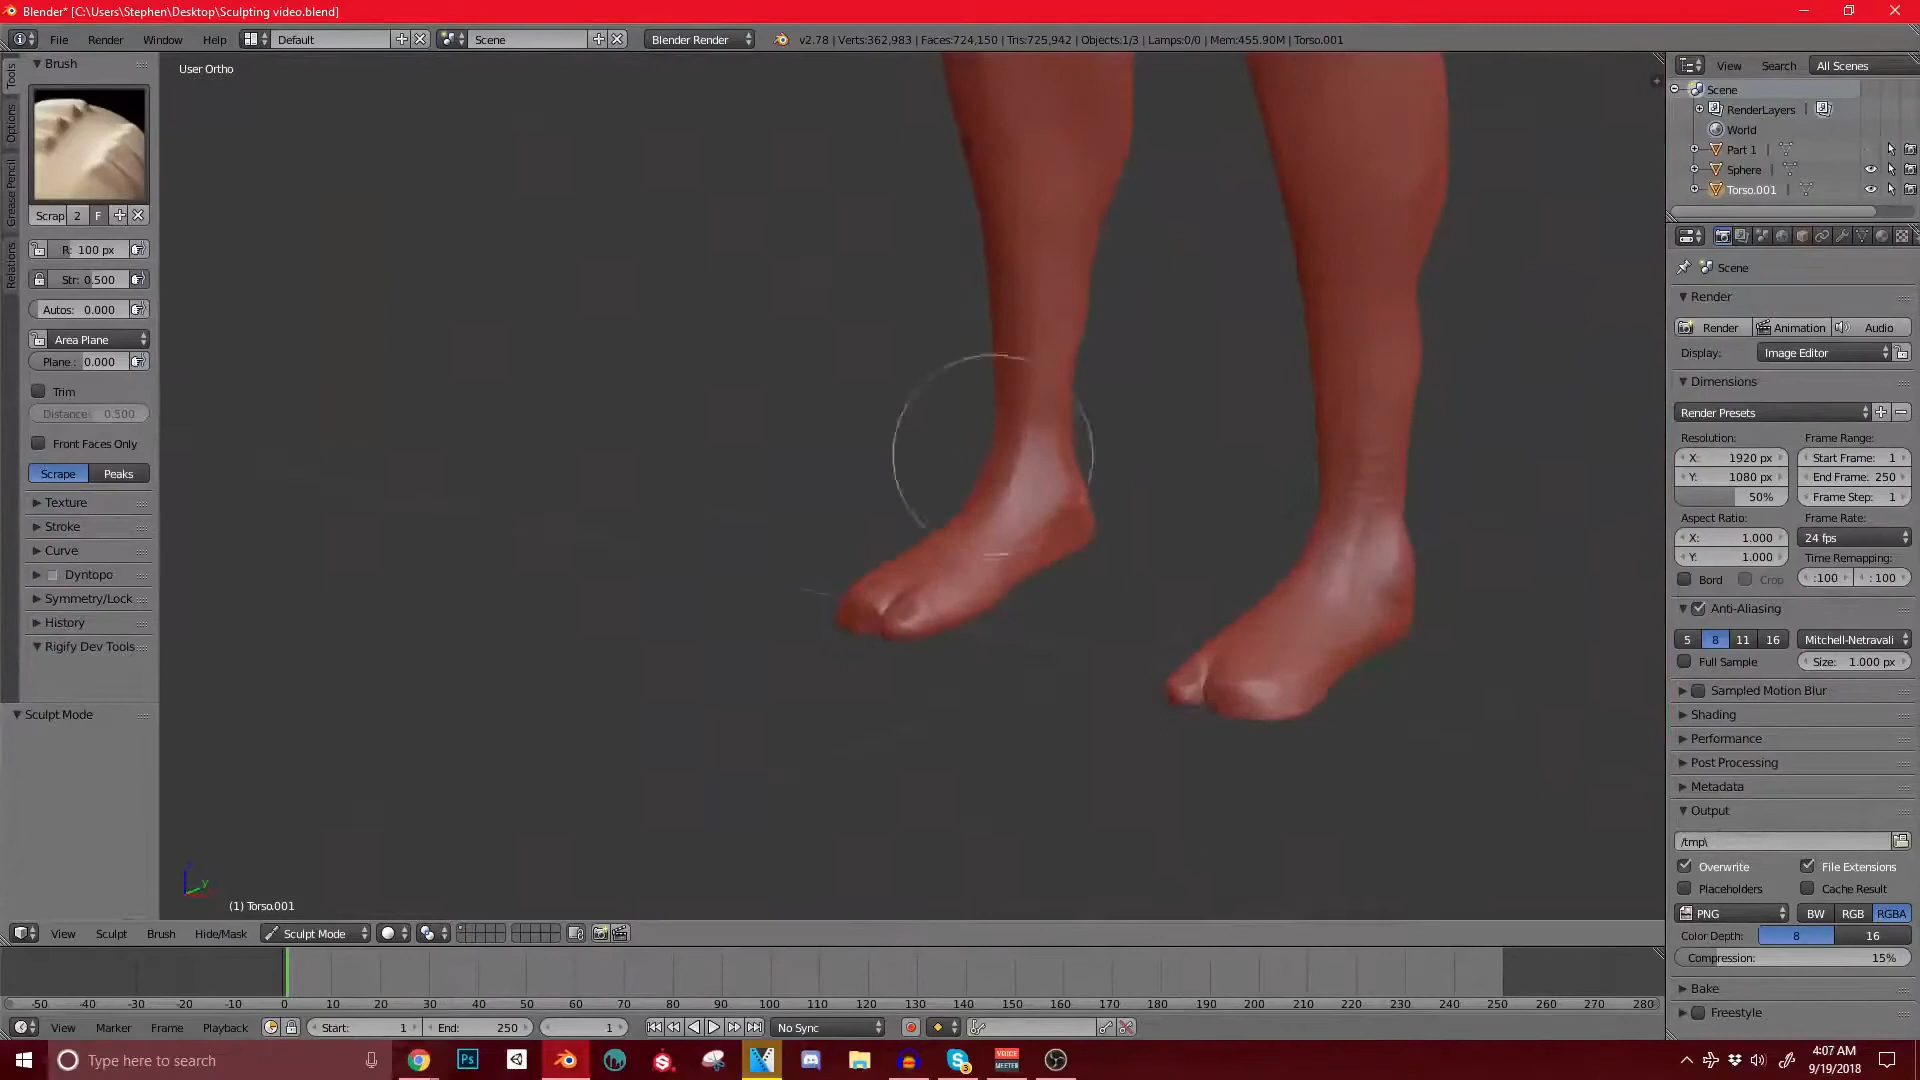 Blender* [C:\Users\Stephen\Desktop\Sculpting video.blend]
File Render Window Help Default Scene Blender Render v2.78 | Verts:362,983 | Faces:724,150 | Tris:725,942 | Objects:1/3 | Lamps:0/0 | Mem:455.90M | Torso.001
Tools
Options
Grease Pencil
Relations
Brush
Scrap 2 F
R: 100 px
Str: 0.500
Autos: 0.000
Area Plane
Plane : 0.000
Trim
Distance: 0.500
Front Faces Only
Scrape Peaks
Texture
Stroke
Curve
Dyntopo
Symmetry/Lock
History
Rigify Dev Tools
Sculpt Mode
User Ortho
y
(1) Torso.001
View Sculpt Brush Hide/Mask Sculpt Mode
-50 -40 -30 -20 -10 0 10 20 30 40 50 60 70 80 90 100 110 120 130 140 150 160 170 180 190 200 210 220 230 240 250 260 270 280
View Marker Frame Playback Start: 1 End: 250 1 No Sync
View Search All Scenes
Scene
RenderLayers
World
Part 1
Sphere
Torso.001
Scene
Render
Render Animation Audio
Display: Image Editor
Dimensions
Render Presets
Resolution: Frame Range:
X: 1920 px Start Frame: 1
Y: 1080 px End Frame: 250
50% Frame Step: 1
Aspect Ratio: Frame Rate:
X: 1.000 24 fps
Y: 1.000 Time Remapping:
Bord Crop :100 : 100
Anti-Aliasing
5 8 11 16 Mitchell-Netravali
Full Sample Size: 1.000 px
Sampled Motion Blur
Shading
Performance
Post Processing
Metadata
Output
/tmp\
Overwrite File Extensions
Placeholders Cache Result
PNG BW RGB RGBA
Color Depth: 8 16
Compression: 15%
Bake
Freestyle
Type here to search
Ps
VOICE MEETER
4:07 AM
9/19/2018